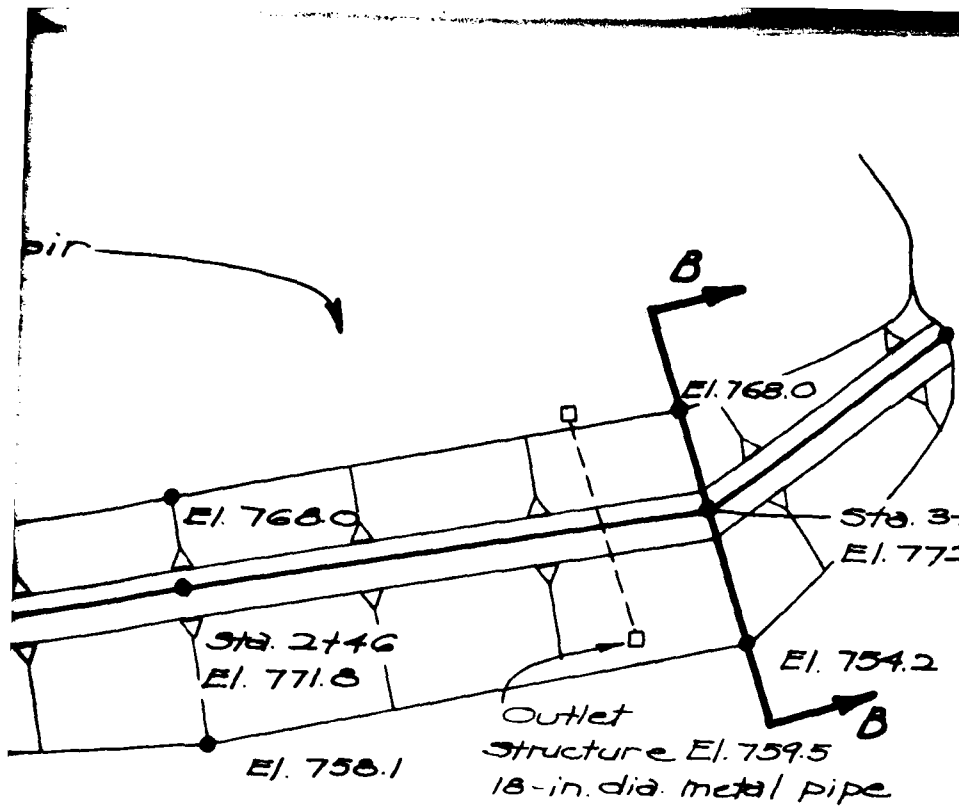 B
El. 768.0
El. 768.0
Sta. 2+46
El. 771.8
El. 754.2
B
Outlet
Structure El. 759.5
18-in. dia. metal pipe
El. 758.1